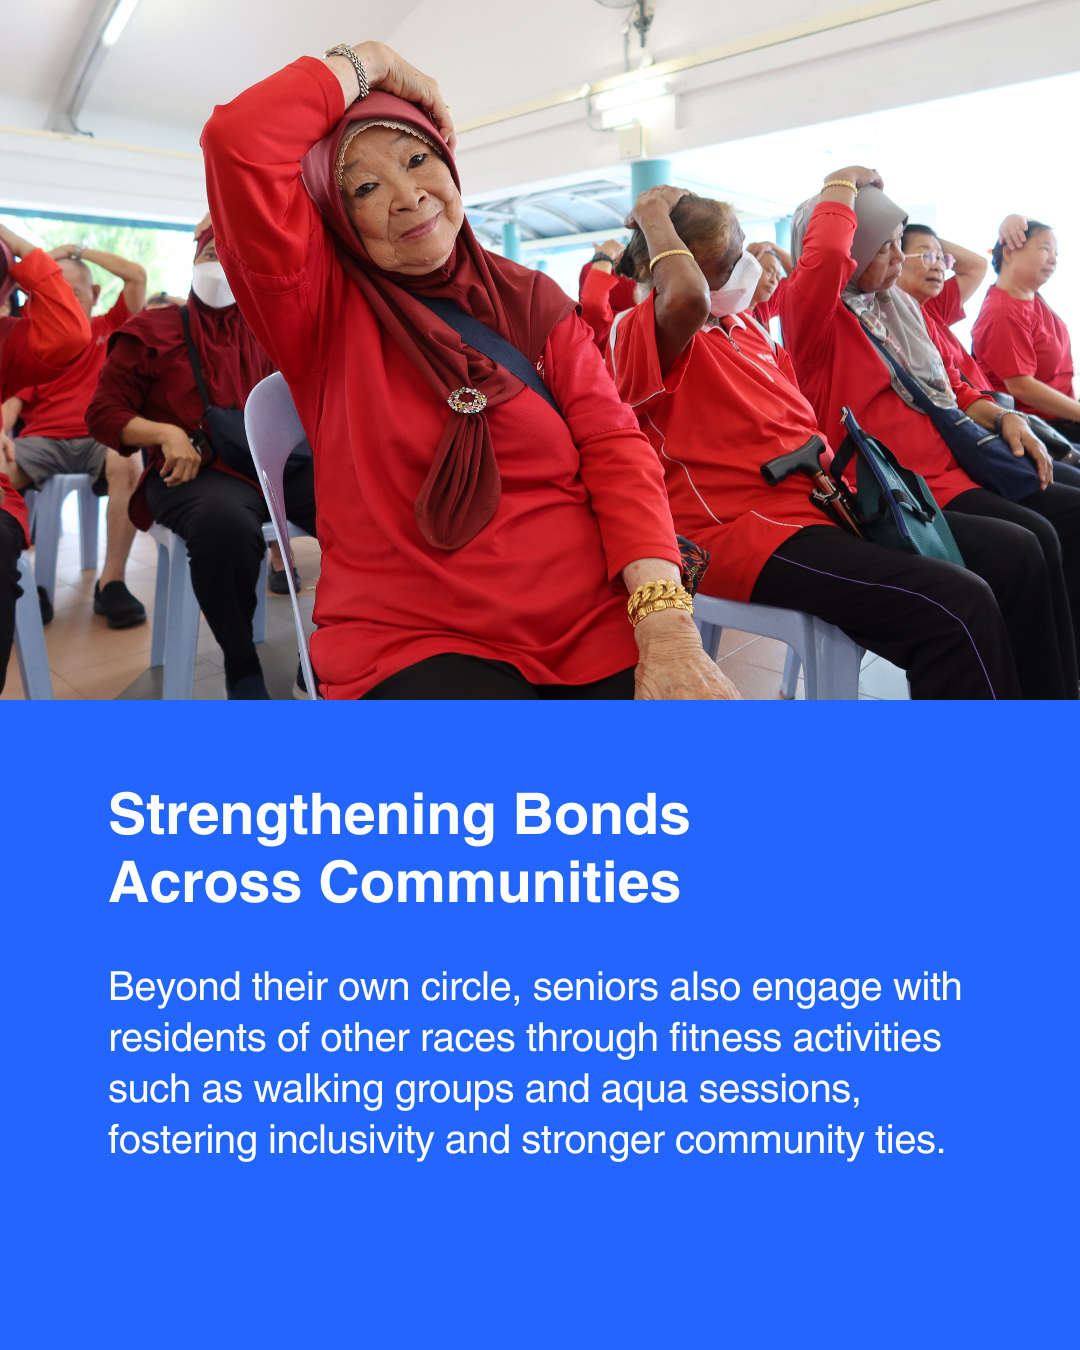 Strengthening Bonds
Across Communities
Beyond their own circle, seniors also engage with
residents of other races through fitness activities
such as walking groups and aqua sessions,
fostering inclusivity and stronger community ties.